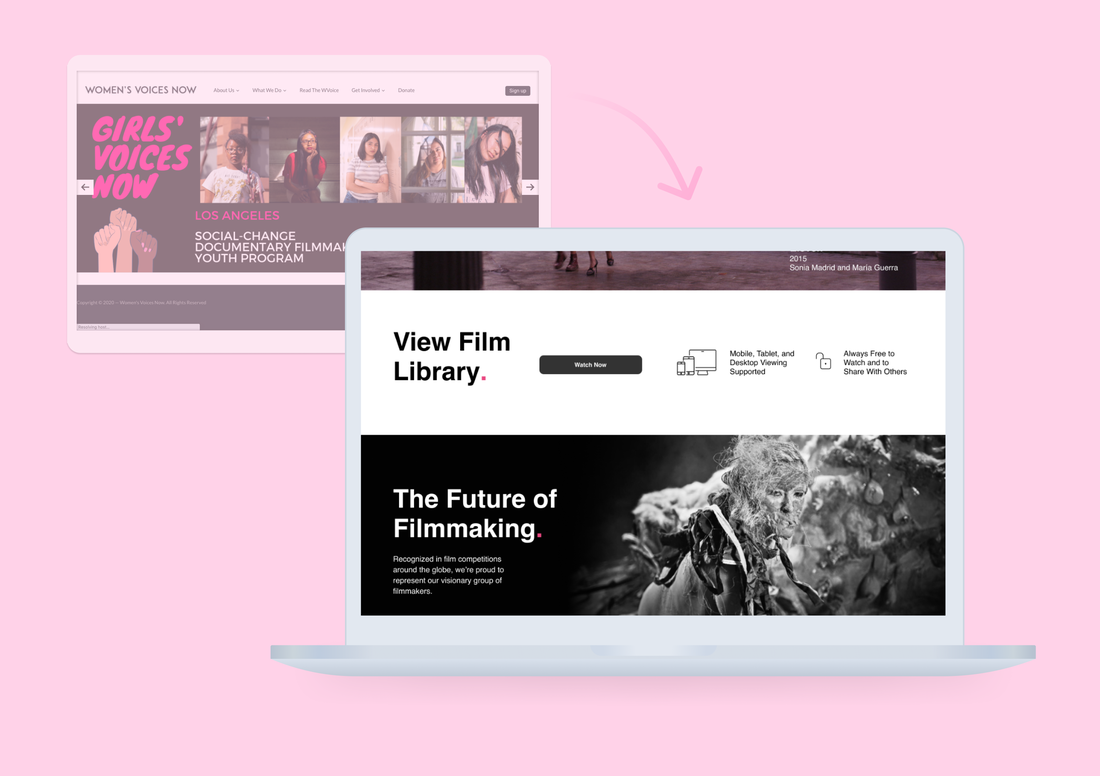 WOMEN'S VOICES NOW
About Us What We Do Read The WVoice Get Involved Donate Sign up
GIRLS'
VOICES
NOW
LOS ANGELES
SOCIAL-CHANGE
DOCUMENTARY FILMMAK
YOUTH PROGRAM
Copyright © 2020 — Women's Voices Now All Rights Reserved
2015
Sonia Madrid and Maria Guerra
View Film
Library.
Watch Now
Mobile, Tablet, and
Desktop Viewing
Supported
Always Free to
Watch and to
Share With Others
The Future of
Filmmaking.
Recognized in film competitions
around the globe, we're proud to
represent our visionary group of
filmmakers.